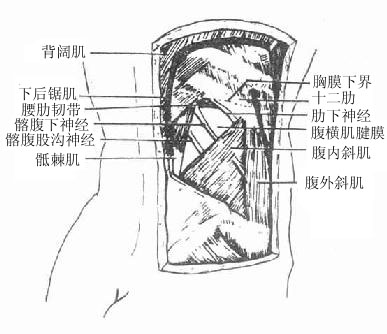 背阔肌
下后锯肌
腰肋韧带
髂腹下神经
髂腹股沟神经
骶棘肌
胸膜下界
十二肋
肋下神经
腹横肌腱膜
腹内斜肌
腹外斜肌